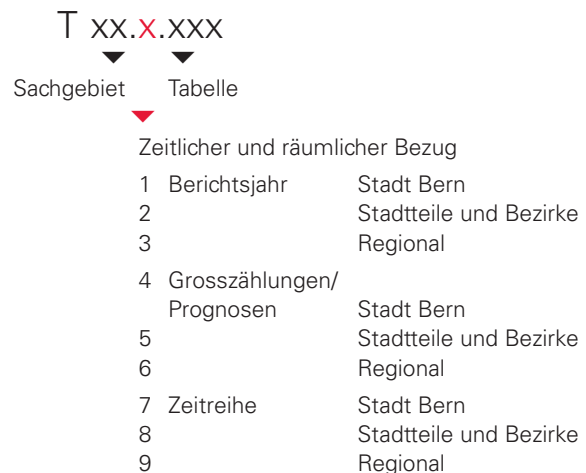 T xx.x.xxx
Sachgebiet Tabelle
Zeitlicher und räumlicher Bezug
1 Berichtsjahr Stadt Bern
2 Stadtteile und Bezirke
3 Regional
4 Grosszählungen/
Prognosen Stadt Bern
5 Stadtteile und Bezirke
6 Regional
7 Zeitreihe Stadt Bern
8 Stadtteile und Bezirke
9 Regional